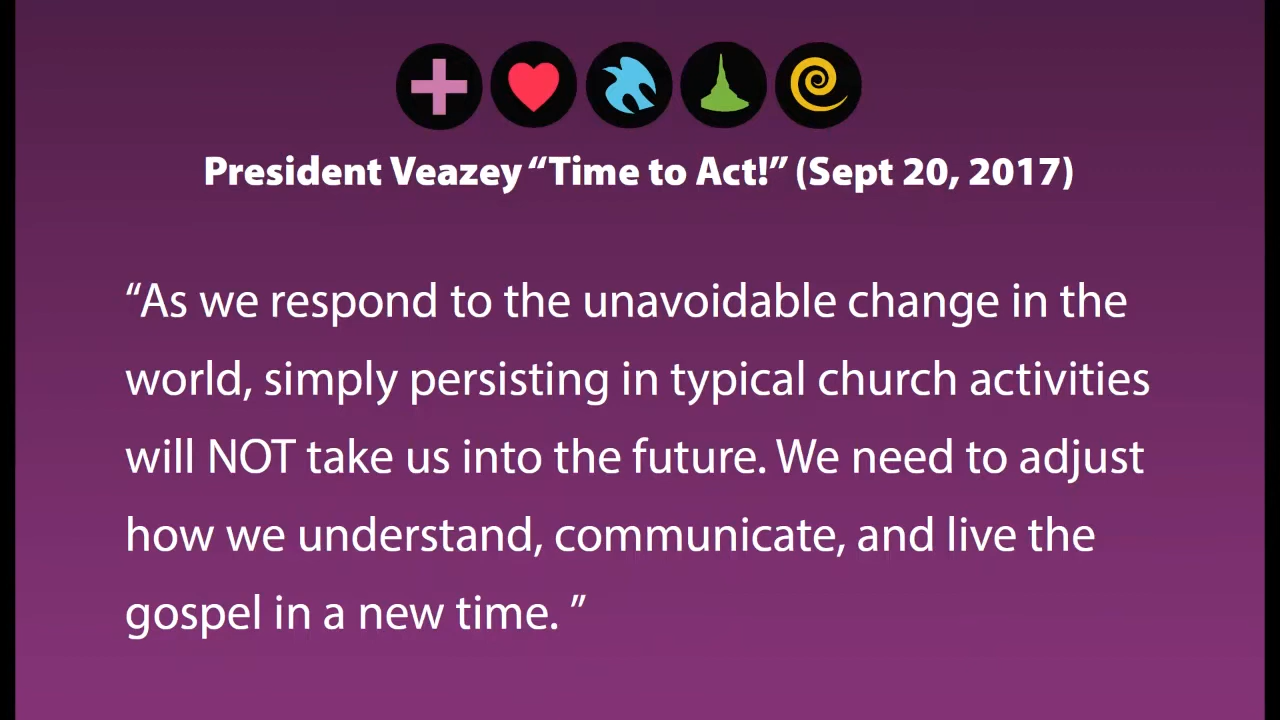 President Veazey “Time to Act!” (Sept 20, 2017)
“As we respond to the unavoidable change in the
world, simply persisting in typical church activities
will NOT take us into the future. We need to adjust
how we understand, communicate, and live the
gospel in a new time. ”